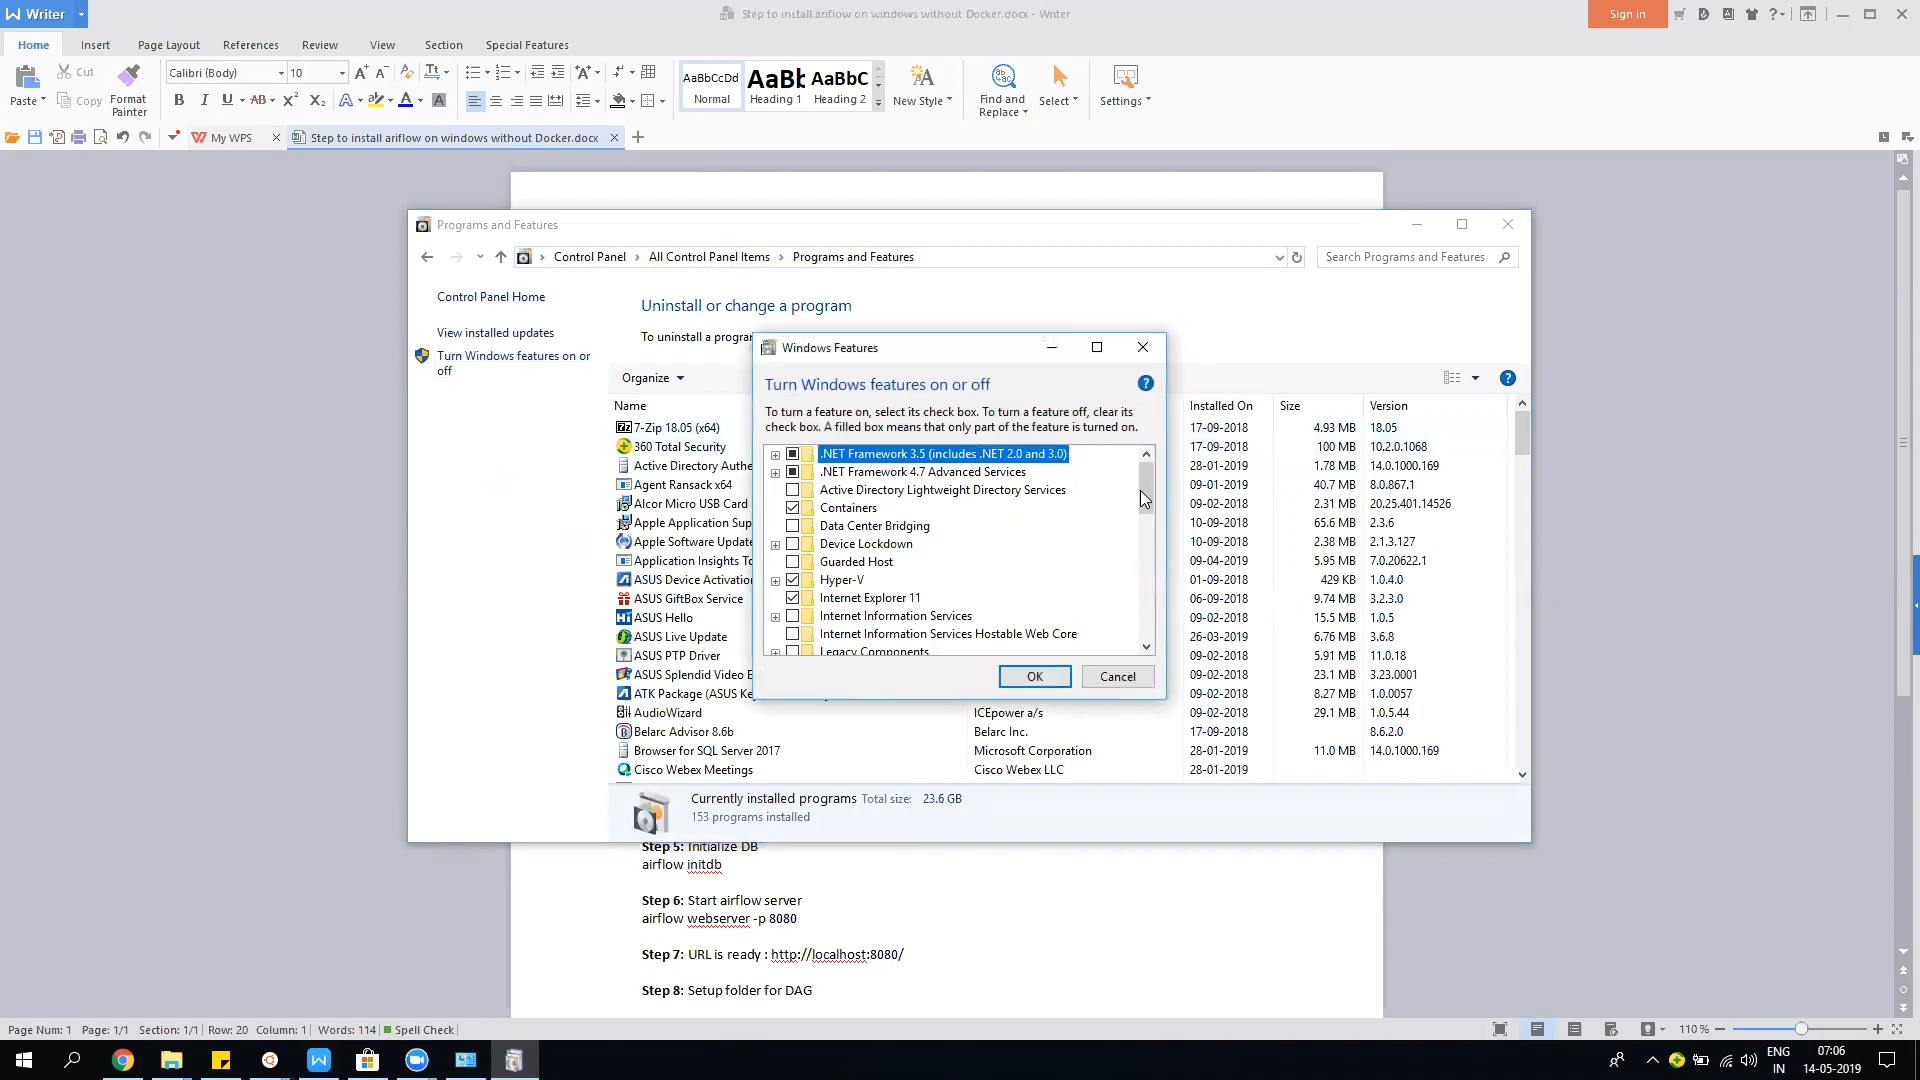 Writer
Step to install ariflow on windows without Docker.docx - Writer
Sign in
Home
Insert
Page Layout
References
Review
View
Section
Special Features
Paste
Cut
Copy
Format
Painter
Calibri (Body)
10
AaBbCcDd
Normal
AaBb
Heading 1
AaBbC
Heading 2
New Style
Find and
Replace
Select
Settings
My WPS
Step to install ariflow on windows without Docker.docx
Programs and Features
Control Panel > All Control Panel Items > Programs and Features
Search Programs and Features
Control Panel Home
View installed updates
Turn Windows features on or
off
Uninstall or change a program
To uninstall a progra
Organize
Name
Installed On
Size
Version
7-Zip 18.05 (x64)
17-09-2018
4.93 MB
18.05
360 Total Security
17-09-2018
100 MB
10.2.0.1068
Active Directory Authe
28-01-2019
1.78 MB
14.0.1000.169
Agent Ransack x64
09-01-2019
40.7 MB
8.0.867.1
Alcor Micro USB Card
09-02-2018
2.31 MB
20.25.401.14526
Apple Application Sup
10-09-2018
65.6 MB
2.3.6
Apple Software Update
10-09-2018
2.38 MB
2.1.3.127
Application Insights To
09-04-2019
5.95 MB
7.0.20622.1
ASUS Device Activatio
01-09-2018
429 KB
1.0.4.0
ASUS GiftBox Service
06-09-2018
9.74 MB
3.2.3.0
ASUS Hello
09-02-2018
15.5 MB
1.0.5
ASUS Live Update
26-03-2019
6.76 MB
3.6.8
ASUS PTP Driver
09-02-2018
5.91 MB
11.0.18
ASUS Splendid Video E
09-02-2018
23.1 MB
3.23.0001
ATK Package (ASUS Ke
09-02-2018
8.27 MB
1.0.0057
AudioWizard
ICEpower a/s
09-02-2018
29.1 MB
1.0.5.44
Belarc Advisor 8.6b
Belarc Inc.
17-09-2018
8.6.2.0
Browser for SQL Server 2017
Microsoft Corporation
28-01-2019
11.0 MB
14.0.1000.169
Cisco Webex Meetings
Cisco Webex LLC
28-01-2019
Currently installed programs Total size: 23.6 GB
153 programs installed
Windows Features
Turn Windows features on or off
To turn a feature on, select its check box. To turn a feature off, clear its
check box. A filled box means that only part of the feature is turned on.
.NET Framework 3.5 (includes .NET 2.0 and 3.0)
.NET Framework 4.7 Advanced Services
Active Directory Lightweight Directory Services
Containers
Data Center Bridging
Device Lockdown
Guarded Host
Hyper-V
Internet Explorer 11
Internet Information Services
Internet Information Services Hostable Web Core
Legacy Components
OK
Cancel
Step 5: Initialize DB
airflow initdb
Step 6: Start airflow server
airflow webserver -p 8080
Step 7: URL is ready : http://localhost:8080/
Step 8: Setup folder for DAG
Page Num: 1 Page: 1/1 Section: 1/1 Row: 20 Column: 1 Words: 114 Spell Check
110 %
ENG
IN
07:06
14-05-2019